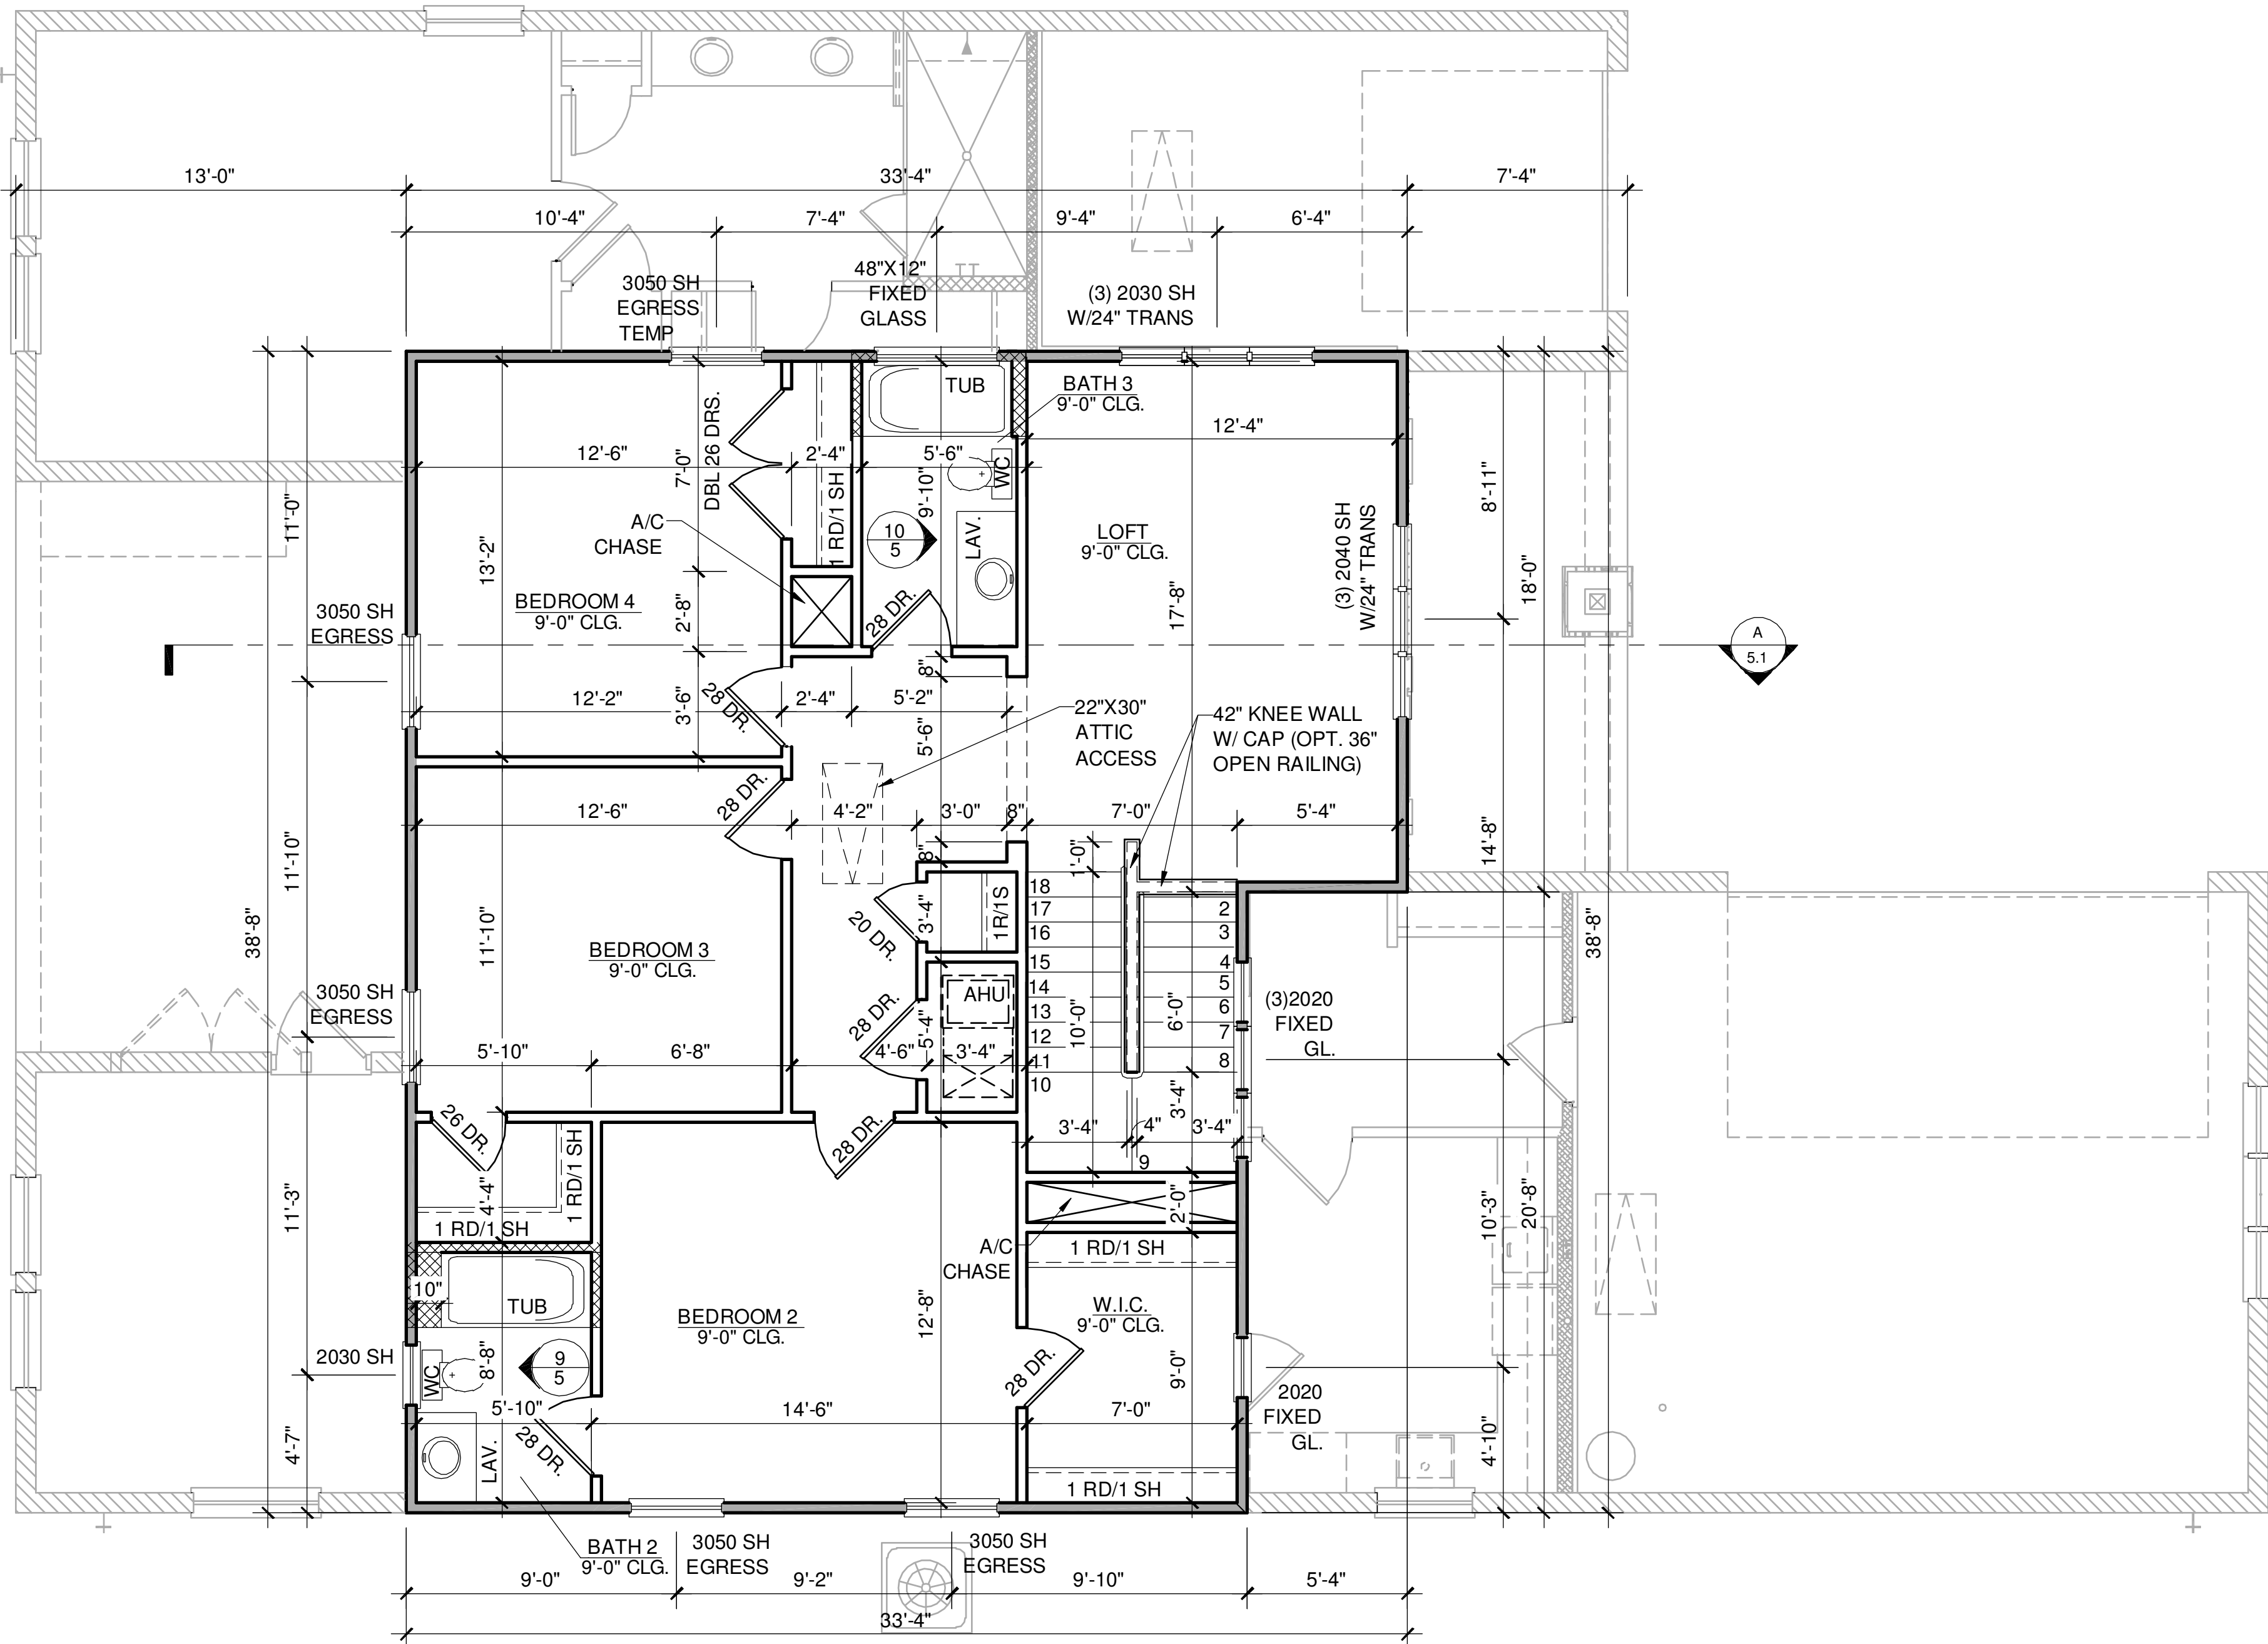 13'-0"
33'-4"
7'-4"
10'-4"
7'-4"
9'-4"
6'-4"
3050 SH
EGRESS
TEMP
48"X12"
FIXED
GLASS
(3) 2030 SH
W/24" TRANS
TUB
BATH 3
9'-0" CLG.
12'-4"
12'-6"
7'-0"
DBL 26 DRS.
2'-4"
5'-6"
1 RD/1 SH
9'-10"
WC
A/C
CHASE
10
5
LAV.
LOFT
9'-0" CLG.
(3) 2040 SH
W/24" TRANS
8'-11"
18'-0"
11'-0"
13'-2"
BEDROOM 4
9'-0" CLG.
2'-8"
28 DR.
17'-8"
3050 SH
EGRESS
A
5.1
8"
12'-2"
3'-6"
28 DR.
2'-4"
5'-2"
5'-6"
22"X30"
ATTIC
ACCESS
42" KNEE WALL
W/ CAP (OPT. 36"
OPEN RAILING)
28 DR.
12'-6"
4'-2"
3'-0"
8"
7'-0"
5'-4"
11'-10"
14'-8"
8"
1'-0"
38'-8"
11'-10"
BEDROOM 3
9'-0" CLG.
20 DR.
3'-4"
1R/1S
18
17
16
15
14
13
12
11
10
2
3
4
5
6
7
8
9
38'-8"
3050 SH
EGRESS
28 DR.
AHU
5'-4"
10'-0"
6'-0"
(3)2020
FIXED
GL.
5'-10"
6'-8"
4'-6"
3'-4"
3'-4"
26 DR.
28 DR.
3'-4"
4"
3'-4"
1 RD/1 SH
4'-4"
1 RD/1 SH
11'-3"
2'-0"
10'-3"
20'-8"
A/C
CHASE
1 RD/1 SH
10"
TUB
BEDROOM 2
9'-0" CLG.
12'-8"
W.I.C.
9'-0" CLG.
2030 SH
WC
8'-8"
9
5
28 DR.
9'-0"
5'-10"
14'-6"
7'-0"
2020
FIXED
GL.
4'-7"
LAV.
28 DR.
4'-10"
1 RD/1 SH
BATH 2
9'-0" CLG.
3050 SH
EGRESS
3050 SH
EGRESS
9'-0"
9'-2"
9'-10"
5'-4"
33'-4"